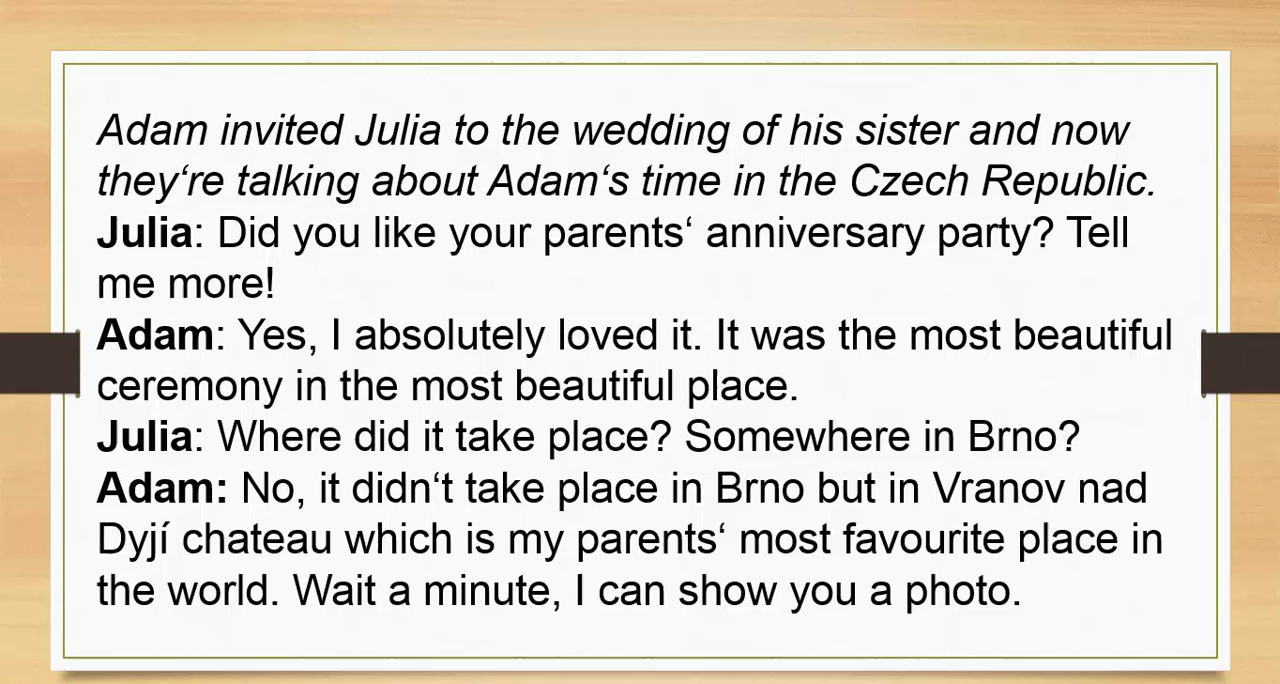 Adam invited Julia to the wedding of his sister and now
they‘re talking about Adam‘s time in the Czech Republic.
Julia: Did you like your parents‘ anniversary party? Tell
me more!
Adam: Yes, I absolutely loved it. It was the most beautiful
ceremony in the most beautiful place.
Julia: Where did it take place? Somewhere in Brno?
Adam: No, it didn‘t take place in Brno but in Vranov nad
Dyjí chateau which is my parents‘ most favourite place in
the world. Wait a minute, I can show you a photo.